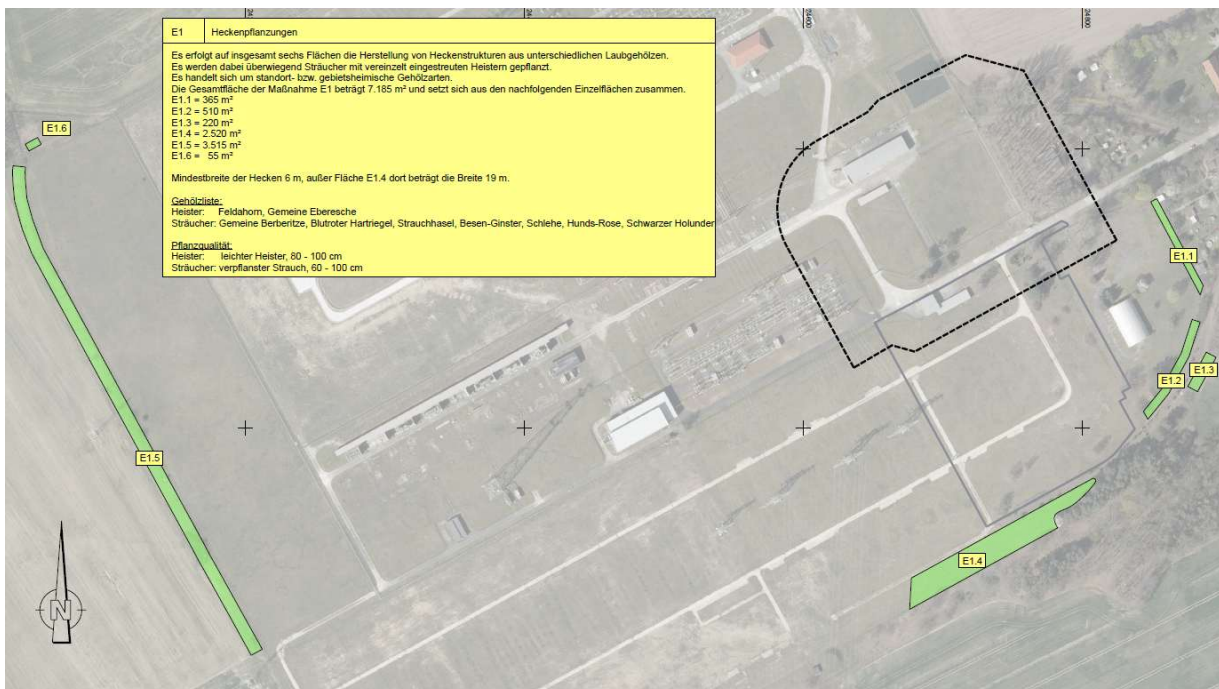 E1 Heckenpflanzungen
Es erfolgt auf insgesamt sechs Flächen die Herstellung von Heckenstrukturen aus unterschiedlichen Laubgehölzen.
Es werden dabei überwiegend Sträucher mit vereinzelt eingestreuten Heistern gepflanzt.
Es handelt sich um standort- bzw. gebietsheimische Gehölzarten.
Die Gesamtfläche der Maßnahme E1 beträgt 7.185 m² und setzt sich aus den nachfolgenden Einzelflächen zusammen.
E1.1 = 365 m²
E1.2 = 510 m²
E1.3 = 220 m²
E1.4 = 2.520 m²
E1.5 = 3.515 m²
E1.6 = 55 m²
Mindestbreite der Hecken 6 m, außer Fläche E1.4 dort beträgt die Breite 19 m.
Gehölzliste:
Heister: Feldahorn, Gemeine Eberesche
Sträucher: Gemeine Berberitze, Blutroter Hartriegel, Strauchhasel, Besen-Ginster, Schlehe, Hunds-Rose, Schwarzer Holunder
Pflanzqualität:
Heister: leichter Heister, 80 - 100 cm
Sträucher: verpflanster Strauch, 60 - 100 cm
E1.6
E1.1
E1.3
E1.2
E1.5
E1.4
N